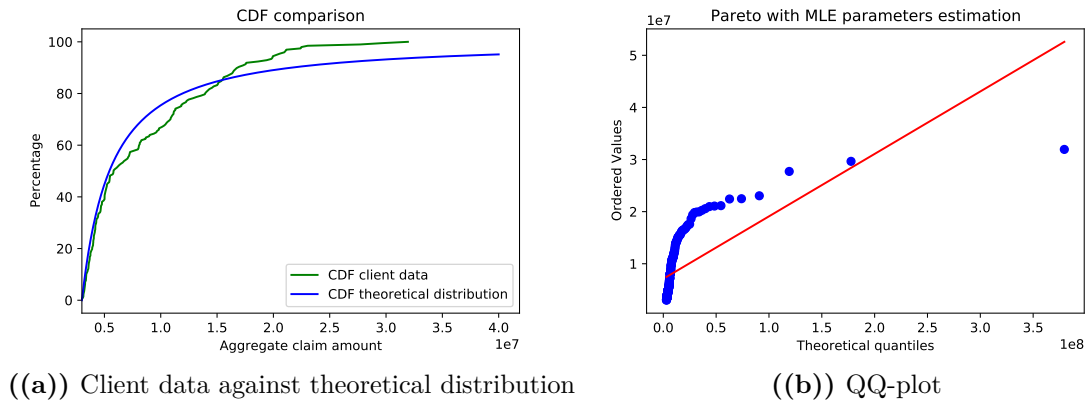 CDF comparison
100
80
60
40
20
0
Percentage
CDF client data
CDF theoretical distribution
0.5 1.0 1.5 2.0 2.5 3.0 3.5 4.0
1e7
Aggregate claim amount
((a)) Client data against theoretical distribution
Pareto with MLE parameters estimation
1e7
5
4
3
2
1
Ordered Values
0.0 0.5 1.0 1.5 2.0 2.5 3.0 3.5 4.0
1e8
Theoretical quantiles
((b)) QQ-plot